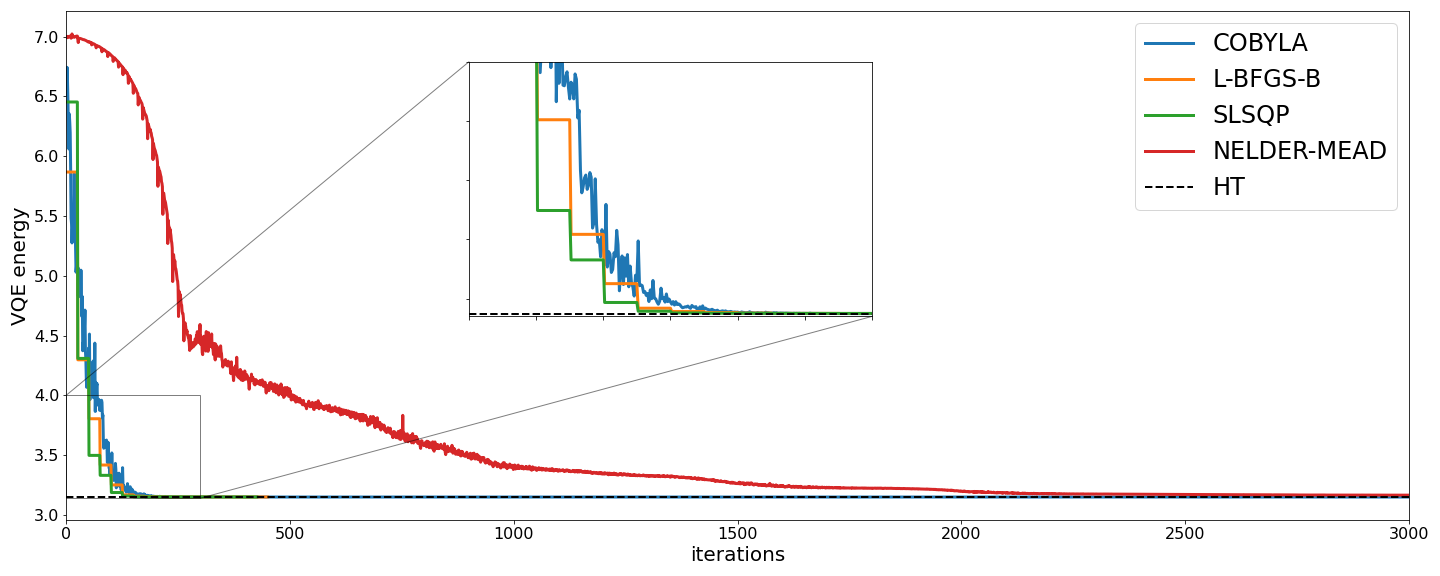 COBYLA
L-BFGS-B
SLSQP
NELDER-MEAD
HT
VQE energy
7.0
6.5
6.0
5.5
5.0
4.5
4.0
3.5
3.0
0 500 1000 1500 2000 2500 3000
iterations